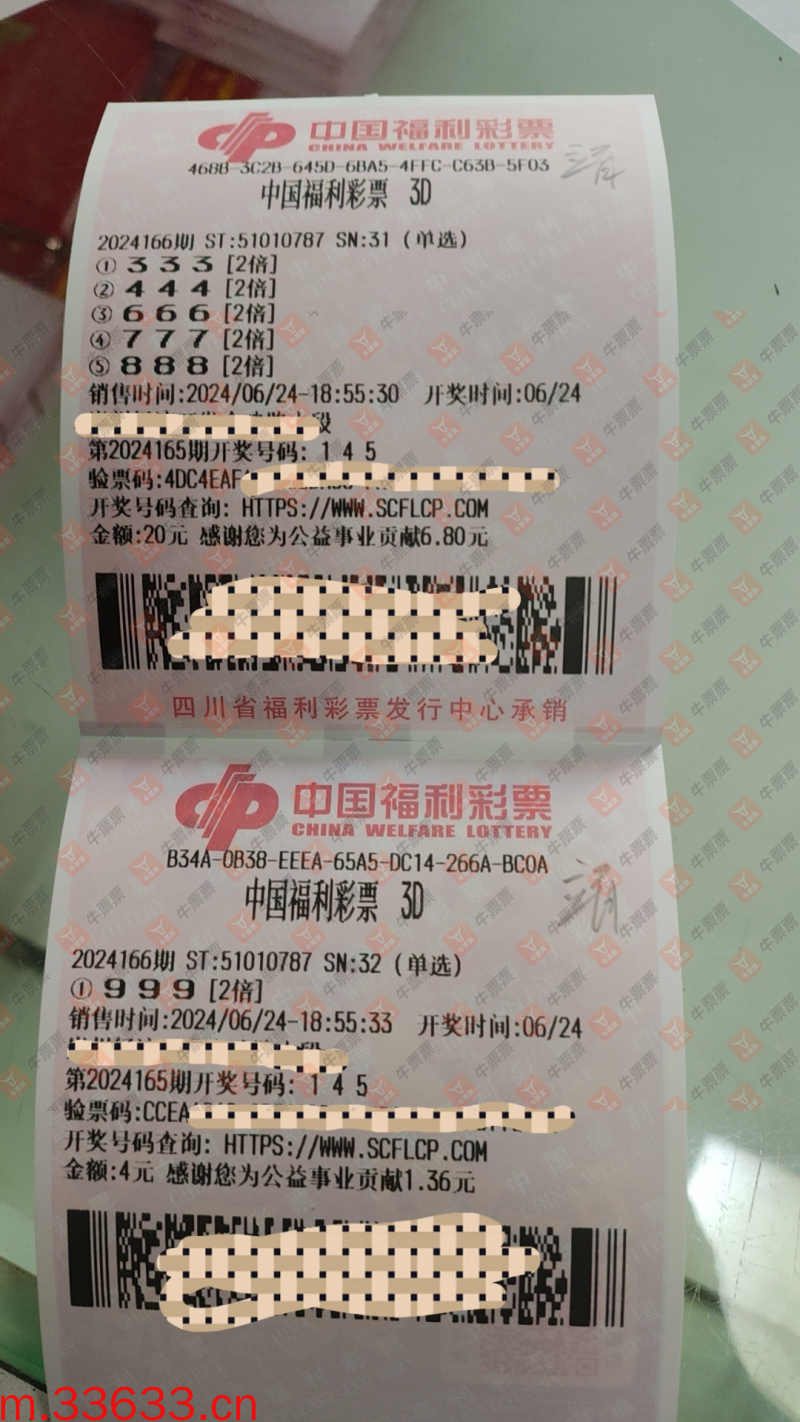 中国福利彩票
CHINA WELFARE LOTTERY
468B-3C2B-645D-6BA5-4FFC-C63B-5F03
中国福利彩票 3D
2024166期 ST:51010787 SN:31 (单选)
① 3 3 3 [2倍]
② 4 4 4 [2倍]
③ 6 6 6 [2倍]
④ 7 7 7 [2倍]
⑤ 8 8 8 [2倍]
销售时间:2024/06/24-18:55:30 开奖时间:06/24
段
第2024165期开奖号码: 1 4 5
验票码:4DC4EAF
开奖号码查询: HTTPS://WWW.SCFLCP.COM
金额:20元 感谢您为公益事业贡献6.80元
四川省福利彩票发行中心承销
中国福利彩票
CHINA WELFARE LOTTERY
B34A-0B38-EEEA-65A5-DC14-266A-BC0A
中国福利彩票 3D
2024166期 ST:51010787 SN:32 (单选)
① 9 9 9 [2倍]
销售时间:2024/06/24-18:55:33 开奖时间:06/24
第2024165期开奖号码: 1 4 5
验票码:CCEA
开奖号码查询: HTTPS://WWW.SCFLCP.COM
金额:4元 感谢您为公益事业贡献1.36元
牛票票
m.33633.cn